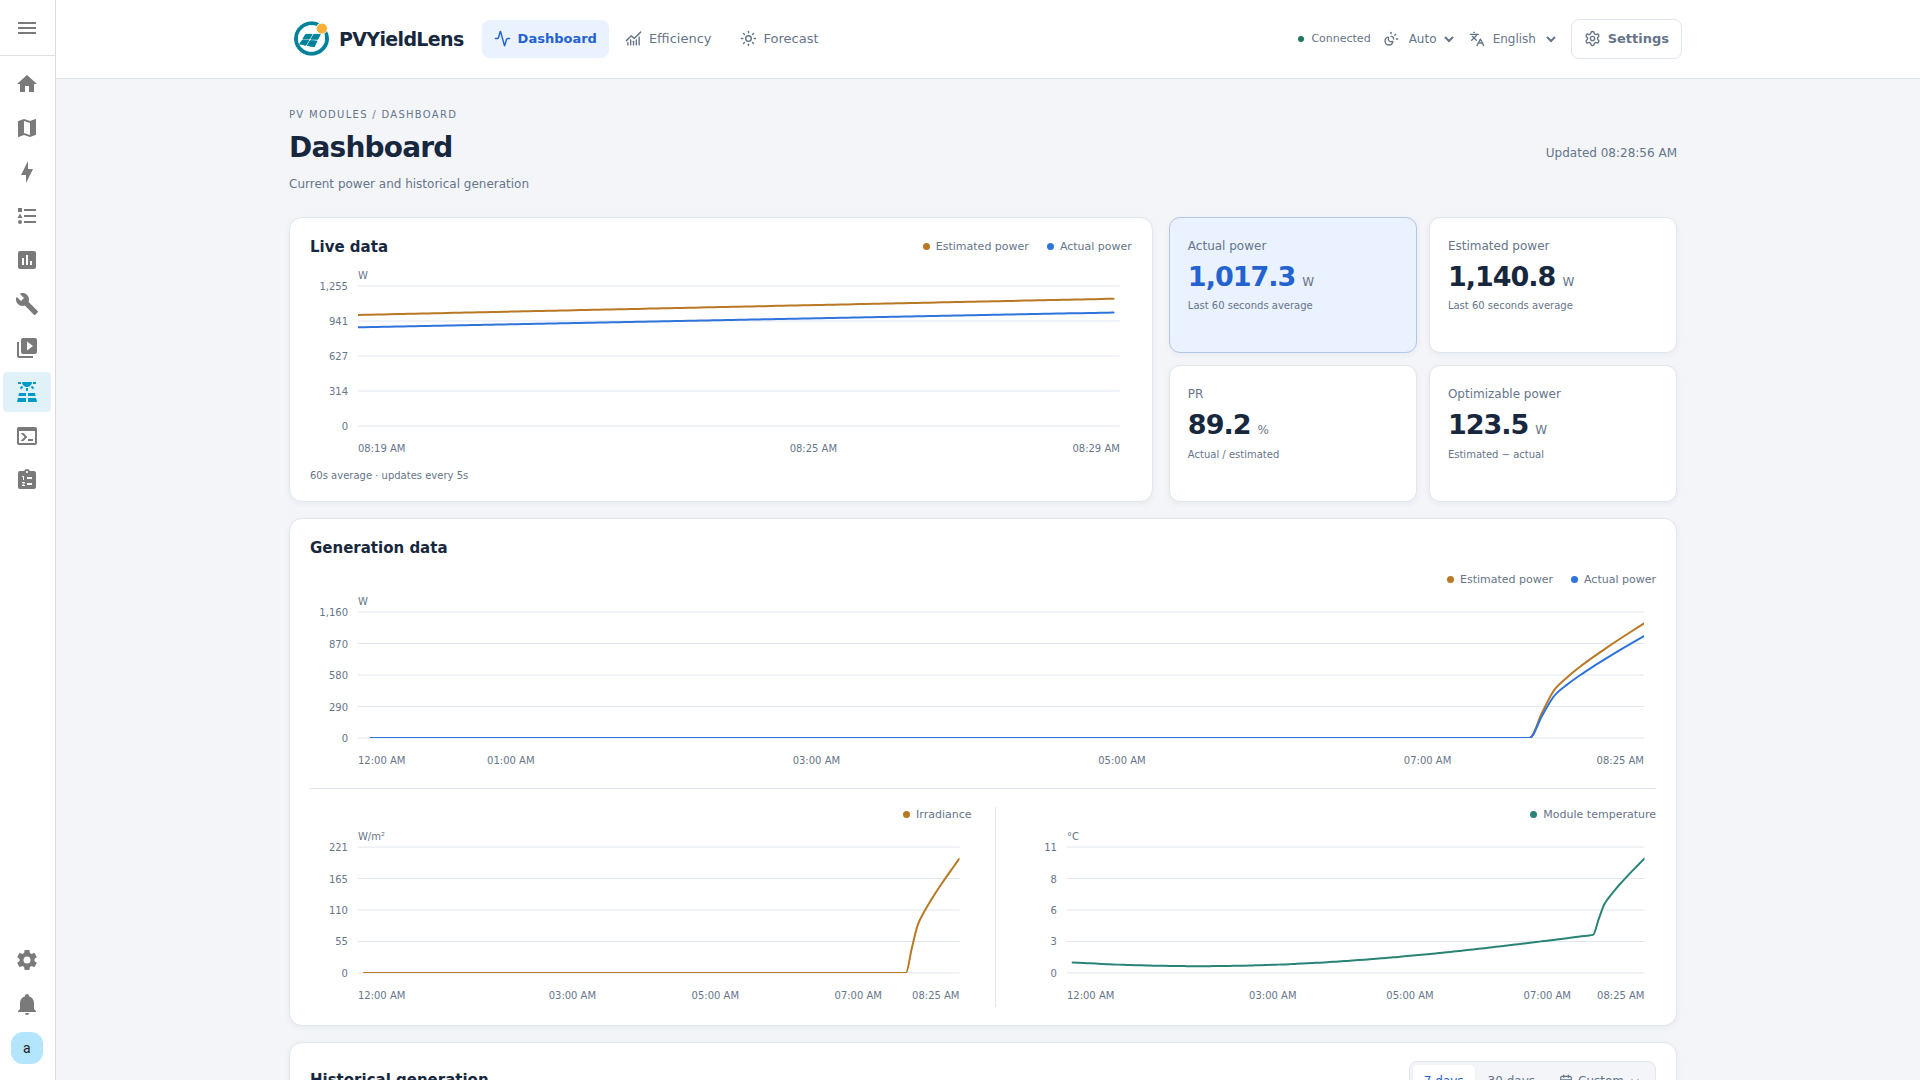 PVYieldLens
Dashboard
Efficiency
Forecast
Connected
Auto
English
Settings
PV MODULES / DASHBOARD
Dashboard
Updated 08:28:56 AM
Current power and historical generation
Live data
Estimated power
Actual power
W
1,255
941
627
314
0
08:19 AM
08:25 AM
08:29 AM
60s average · updates every 5s
Actual power
1,017.3 W
Last 60 seconds average
Estimated power
1,140.8 W
Last 60 seconds average
PR
89.2 %
Actual / estimated
Optimizable power
123.5 W
Estimated − actual
Generation data
Estimated power
Actual power
W
1,160
870
580
290
0
12:00 AM
01:00 AM
03:00 AM
05:00 AM
07:00 AM
08:25 AM
Irradiance
W/m²
221
165
110
55
0
12:00 AM
03:00 AM
05:00 AM
07:00 AM
08:25 AM
Module temperature
°C
11
8
6
3
0
12:00 AM
03:00 AM
05:00 AM
07:00 AM
08:25 AM
Historical generation
7 days
30 days
Custom
a